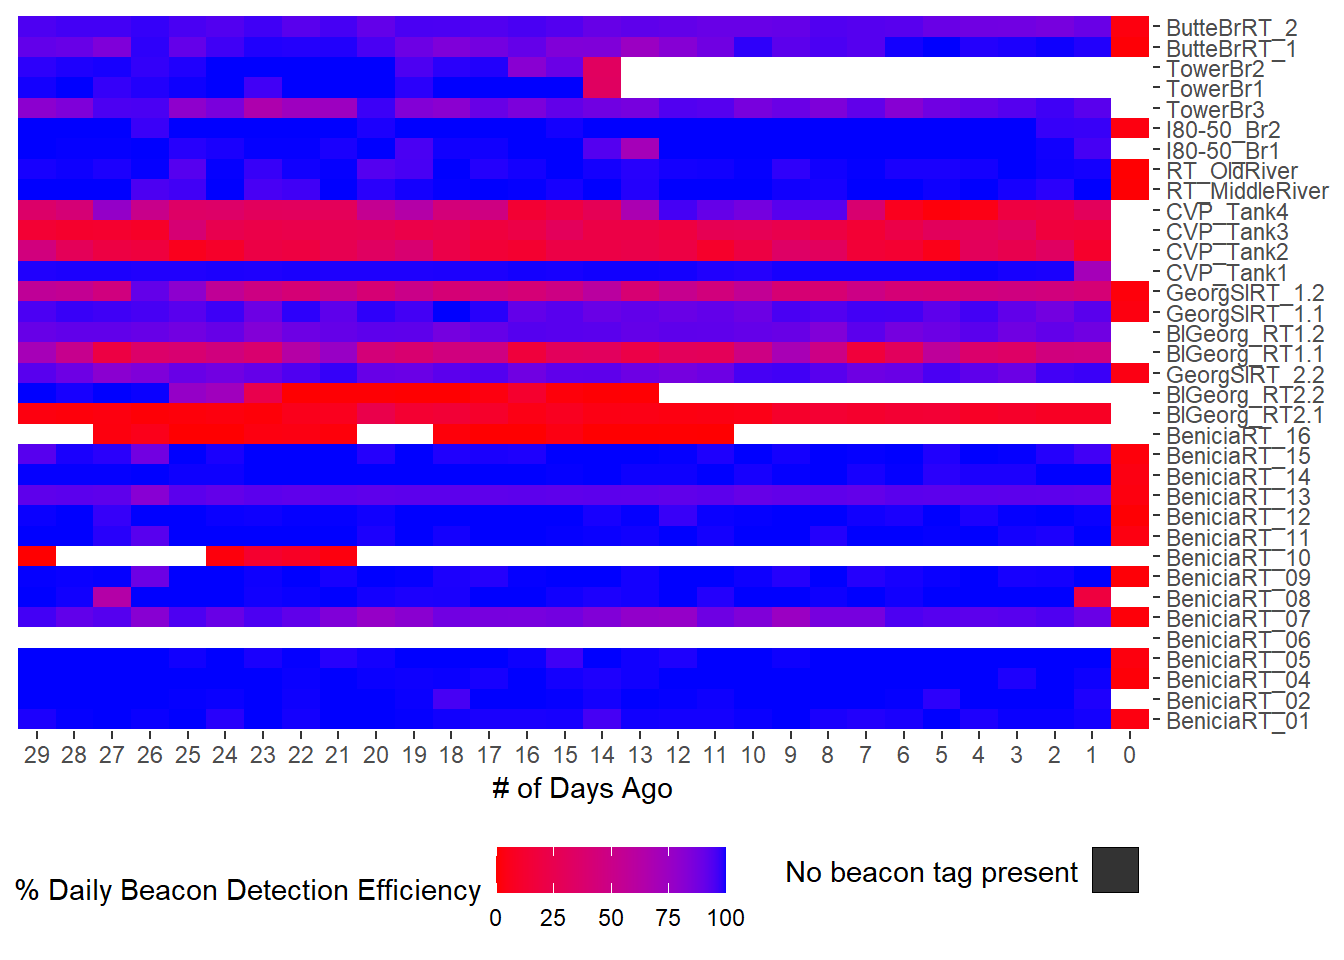 ButteBrRT_2
ButteBrRT_1
TowerBr2
TowerBr1
TowerBr3
I80-50_Br2
I80-50_Br1
RT_OldRiver
RT_MiddleRiver
CVP_Tank4
CVP_Tank3
CVP_Tank2
CVP_Tank1
GeorgSlRT_1.2
GeorgSlRT_1.1
BlGeorg_RT1.2
BlGeorg_RT1.1
GeorgSlRT_2.2
BlGeorg_RT2.2
BlGeorg_RT2.1
BeniciaRT_16
BeniciaRT_15
BeniciaRT_14
BeniciaRT_13
BeniciaRT_12
BeniciaRT_11
BeniciaRT_10
BeniciaRT_09
BeniciaRT_08
BeniciaRT_07
BeniciaRT_06
BeniciaRT_05
BeniciaRT_04
BeniciaRT_02
BeniciaRT_01
29 28 27 26 25 24 23 22 21 20 19 18 17 16 15 14 13 12 11 10 9 8 7 6 5 4 3 2 1 0
# of Days Ago
% Daily Beacon Detection Efficiency
0 25 50 75 100
No beacon tag present